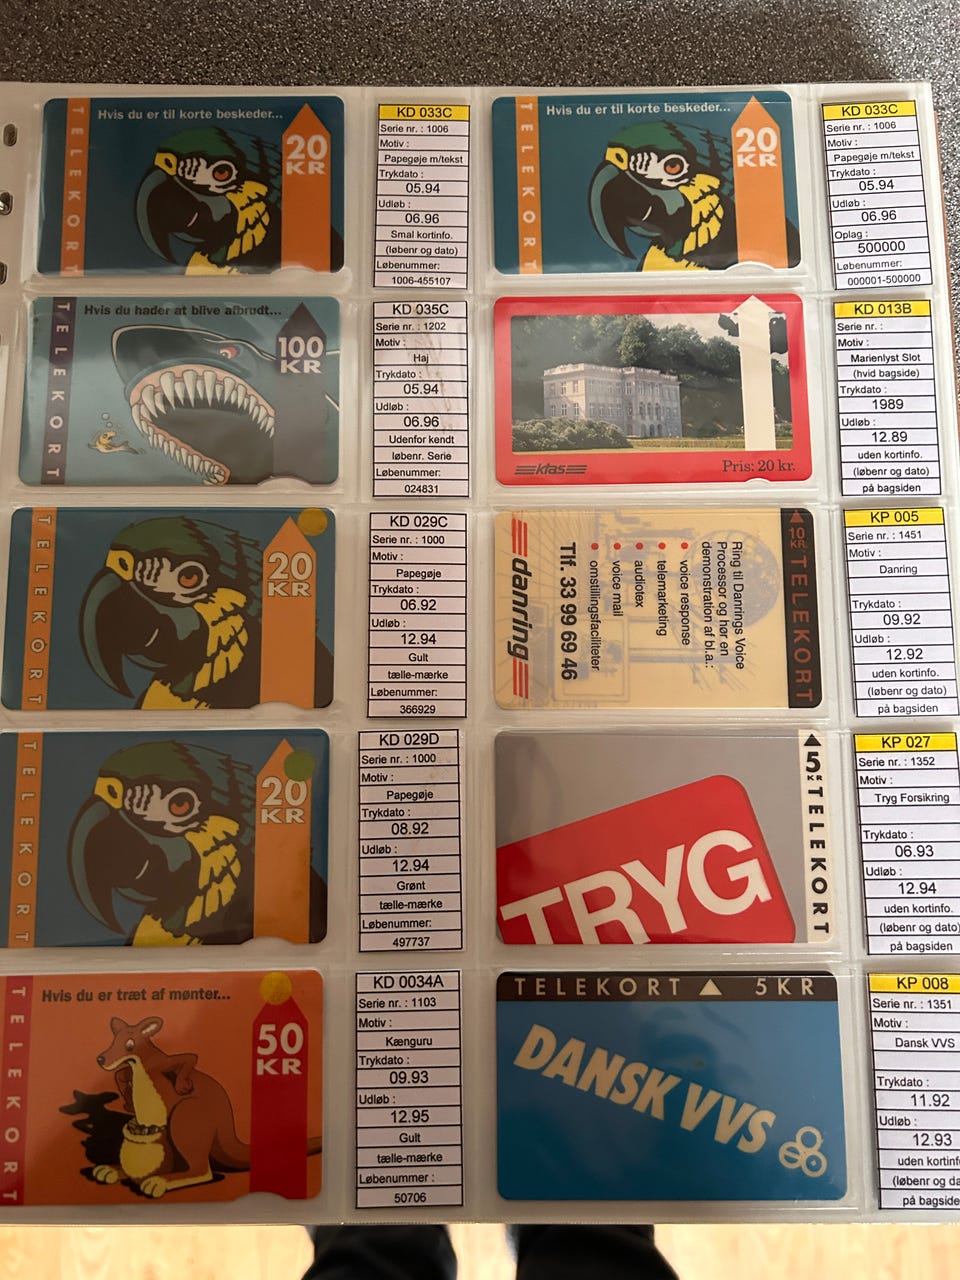 TELEKORT
Hvis du er til korte beskeder...
20
KR
KD 033C
Serie nr. : 1006
Motiv :
Papegøje m/tekst
Trykdato :
05.94
Udløb :
06.96
Smal kortinfo.
(løbenr og dato)
Løbenummer:
1006-455107
TELEKORT
Hvis du er til korte beskeder...
20
KR
KD 033C
Serie nr. : 1006
Motiv :
Papegøje m/tekst
Trykdato :
05.94
Udløb :
06.96
Oplag :
500000
Løbenummer:
000001-500000
TELEKORT
Hvis du hader at blive afbrudt...
100
KR
KD 035C
Serie nr. : 1202
Motiv :
Haj
Trykdato :
05.94
Udløb :
06.96
Udenfor kendt
løbenr. Serie
Løbenummer:
024831
ktas
Pris: 20 kr.
KD 013B
Serie nr. :
Motiv :
Marienlyst Slot
(hvid bagside)
Trykdato :
1989
Udløb :
12.89
uden kortinfo.
(løbenr og dato)
på bagsiden
TELEKORT
20
KR
KD 029C
Serie nr. : 1000
Motiv :
Papegøje
Trykdato :
06.92
Udløb :
12.94
Gult
tælle-mærke
Løbenummer:
366929
10
KR.
TELEKORT
Ring til Danrings Voice
Processor og hør en
demonstration af bl.a.:
voice response
telemarketing
audiotex
voice mail
omstillingsfaciliteter
Tlf. 33 99 69 46
danring
KP 005
Serie nr. : 1451
Motiv :
Danring
Trykdato :
09.92
Udløb :
12.92
uden kortinfo.
(løbenr og dato)
på bagsiden
TELEKORT
20
KR
KD 029D
Serie nr. : 1000
Motiv :
Papegøje
Trykdato :
08.92
Udløb :
12.94
Grønt
tælle-mærke
Løbenummer:
497737
TRYG
5
KR
TELEKORT
KP 027
Serie nr. : 1352
Motiv :
Tryg Forsikring
Trykdato :
06.93
Udløb :
12.94
uden kortinfo.
(løbenr og dato)
på bagsiden
TELEKORT
Hvis du er træt af mønter...
50
KR
KD 0034A
Serie nr. : 1103
Motiv :
Kænguru
Trykdato :
09.93
Udløb :
12.95
Gult
tælle-mærke
Løbenummer :
50706
TELEKORT 5KR
DANSK VVS
KP 008
Serie nr. : 1351
Motiv :
Dansk VVS
Trykdato :
11.92
Udløb :
12.93
uden kortinf
(løbenr og da
på bagside